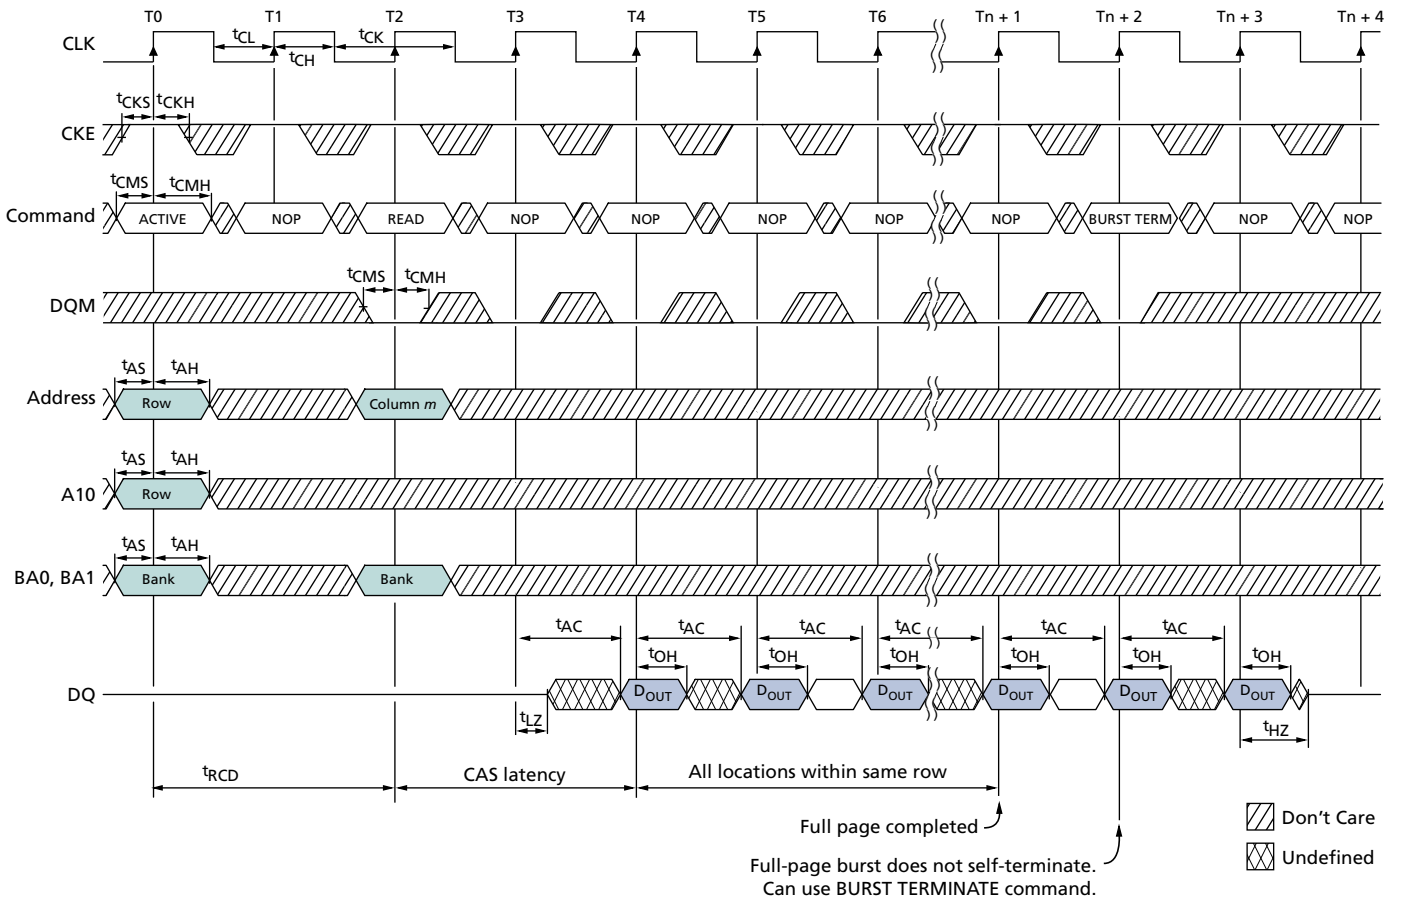 T0 T1 T2 T3 T4 T5 T6 Tn + 1 Tn + 2 Tn + 3 Tn + 4
CLK
tCL tCK
tCH
tCKS tCKH
CKE
tCMS tCMH
Command ACTIVE NOP READ NOP NOP NOP NOP NOP BURST TERM NOP NOP
tCMS tCMH
DQM
tAS tAH
Address Row Column m
tAS tAH
A10 Row
tAS tAH
BA0, BA1 Bank Bank
tAC tAC tAC tAC tAC tAC
tOH tOH tOH tOH tOH tOH
DQ DOUT DOUT DOUT DOUT DOUT DOUT
tLZ tHZ
tRCD CAS latency All locations within same row
Full page completed
Don't Care
Full-page burst does not self-terminate.
Can use BURST TERMINATE command.
Undefined